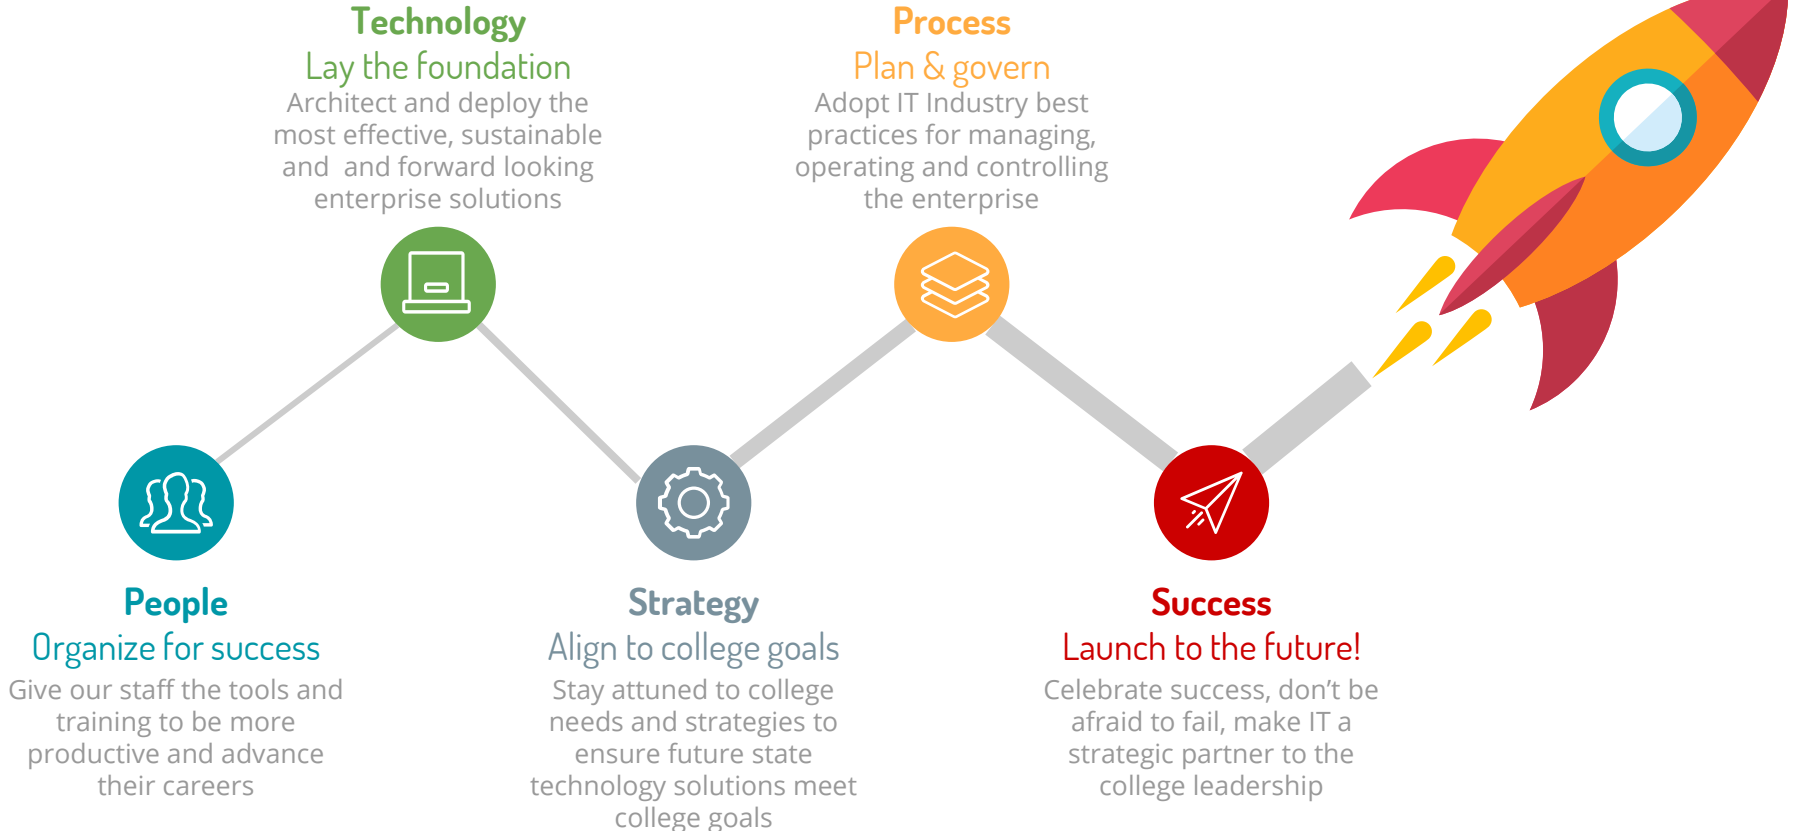 Technology
Lay the foundation
Architect and deploy the
most effective, sustainable
and  and forward looking
enterprise solutions
Process
Plan & govern
Adopt IT Industry best
practices for managing,
operating and controlling
the enterprise
People
Organize for success
Give our staff the tools and
training to be more
productive and advance
their careers
Strategy
Align to college goals
Stay attuned to college
needs and strategies to
ensure future state
technology solutions meet
college goals
Success
Launch to the future!
Celebrate success, don’t be
afraid to fail, make IT a
strategic partner to the
college leadership